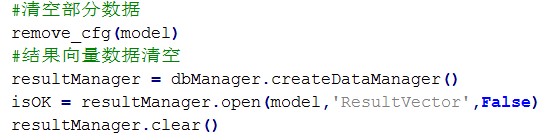 #清空部分数据
remove_cfg(model)
#结果向量数据清空
resultManager = dbManager.createDataManager()
isOK = resultManager.open(model,'ResultVector',False)
resultManager.clear()